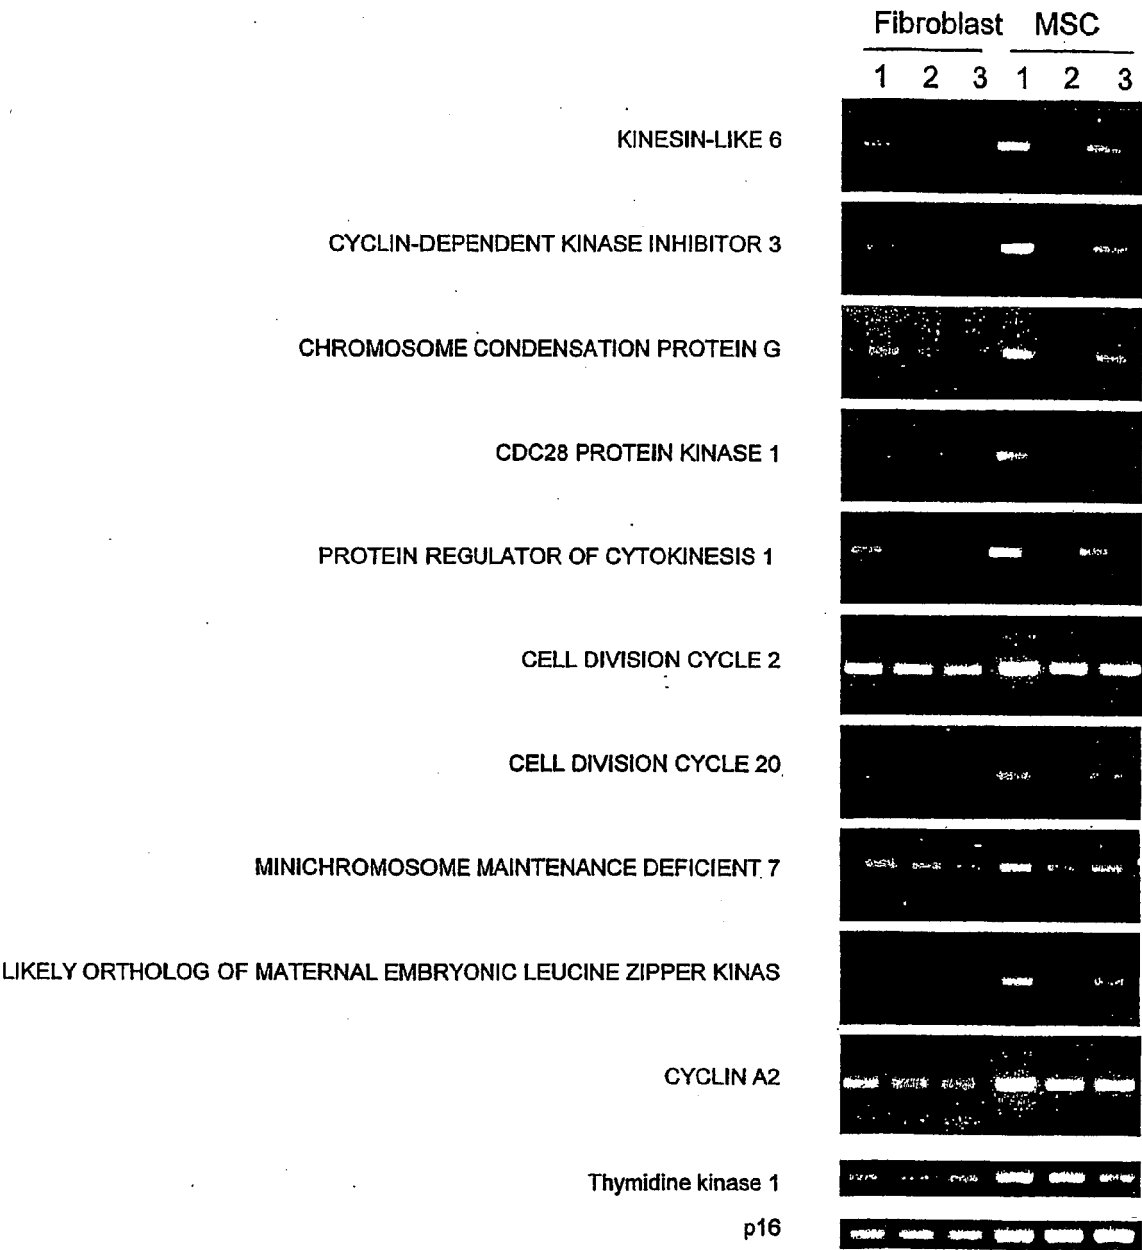 Fibroblast MSC
1 2 3 1 2 3
KINESIN-LIKE 6
CYCLIN-DEPENDENT KINASE INHIBITOR 3
CHROMOSOME CONDENSATION PROTEIN G
CDC28 PROTEIN KINASE 1
PROTEIN REGULATOR OF CYTOKINESIS 1
CELL DIVISION CYCLE 2
CELL DIVISION CYCLE 20
MINICHROMOSOME MAINTENANCE DEFICIENT 7
LIKELY ORTHOLOG OF MATERNAL EMBRYONIC LEUCINE ZIPPER KINAS
CYCLIN A2
Thymidine kinase 1
p16